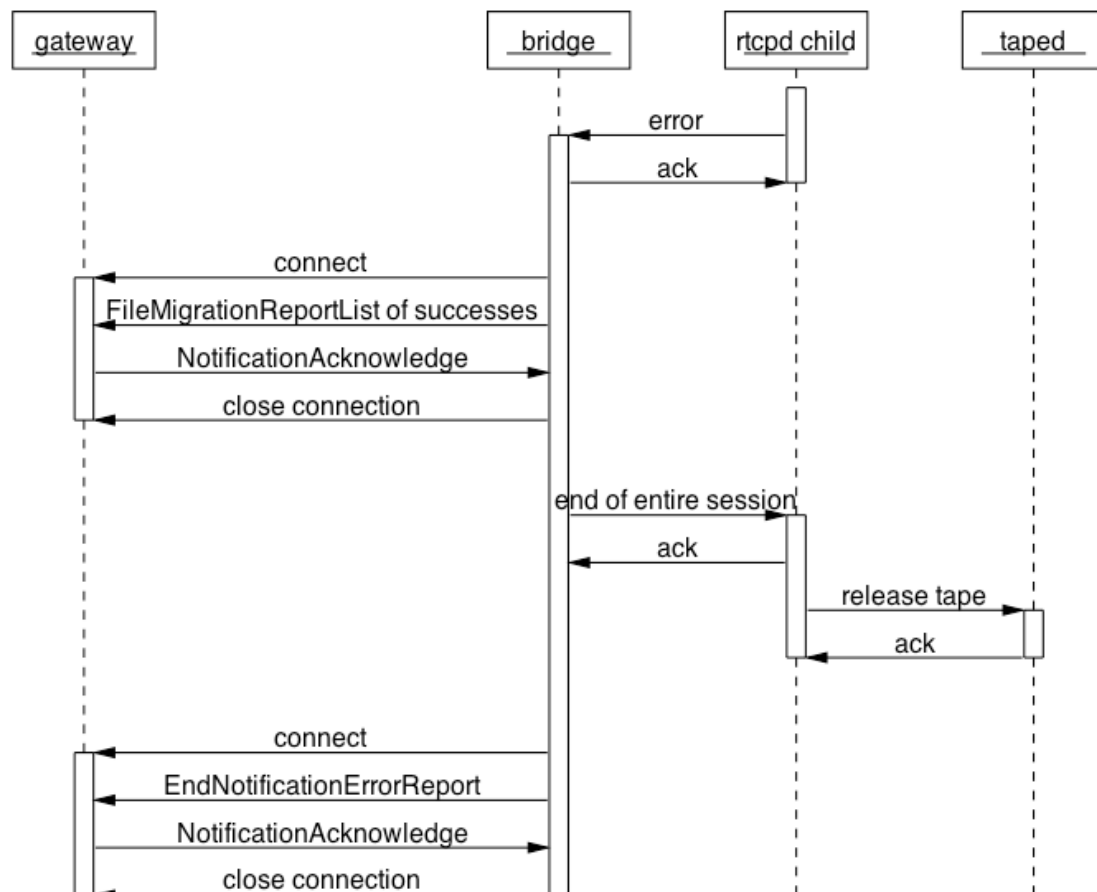 gateway
bridge
rtcpd child
taped
error
ack
connect
FileMigrationReportList of successes
NotificationAcknowledge
close connection
end of entire session
ack
release tape
ack
connect
EndNotificationErrorReport
NotificationAcknowledge
close connection